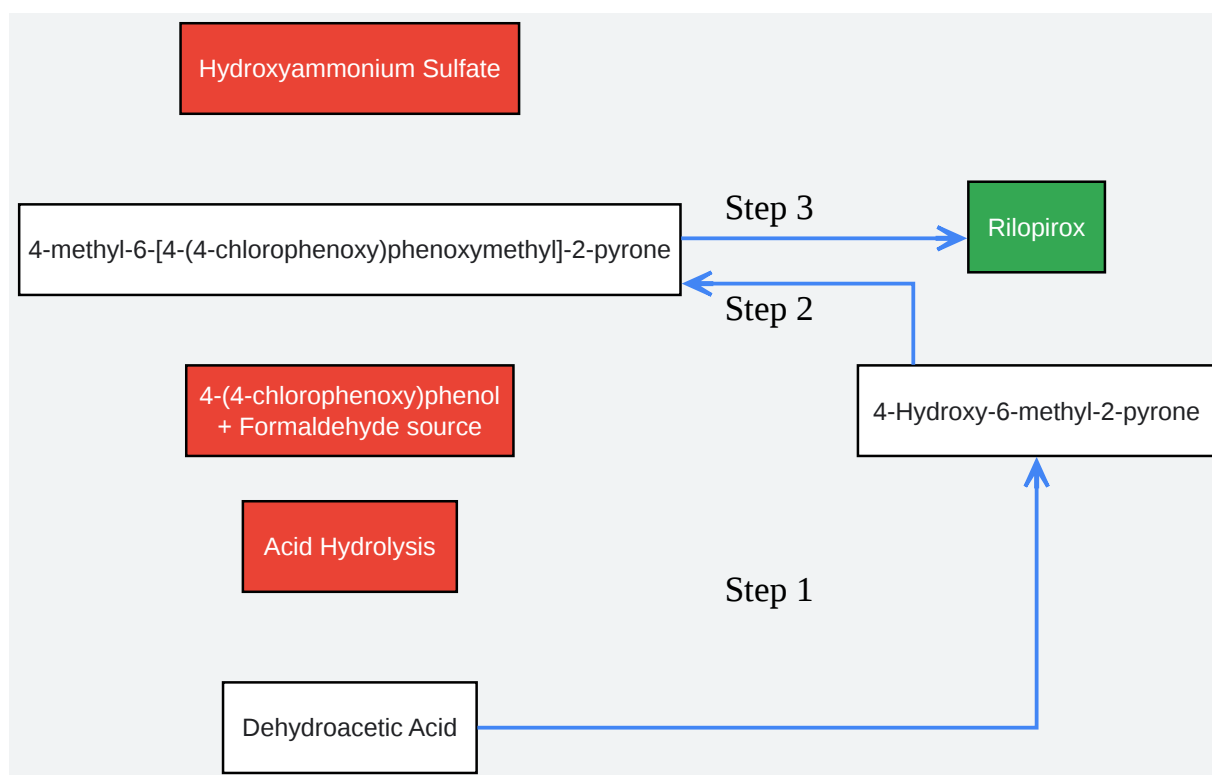 Hydroxyammonium Sulfate
Step 3
Rilopirox
4-methyl-6-[4-(4-chlorophenoxy)phenoxymethyl]-2-pyrone
Step 2
4-(4-chlorophenoxy)phenol
+ Formaldehyde source
4-Hydroxy-6-methyl-2-pyrone
Acid Hydrolysis
Step 1
Dehydroacetic Acid